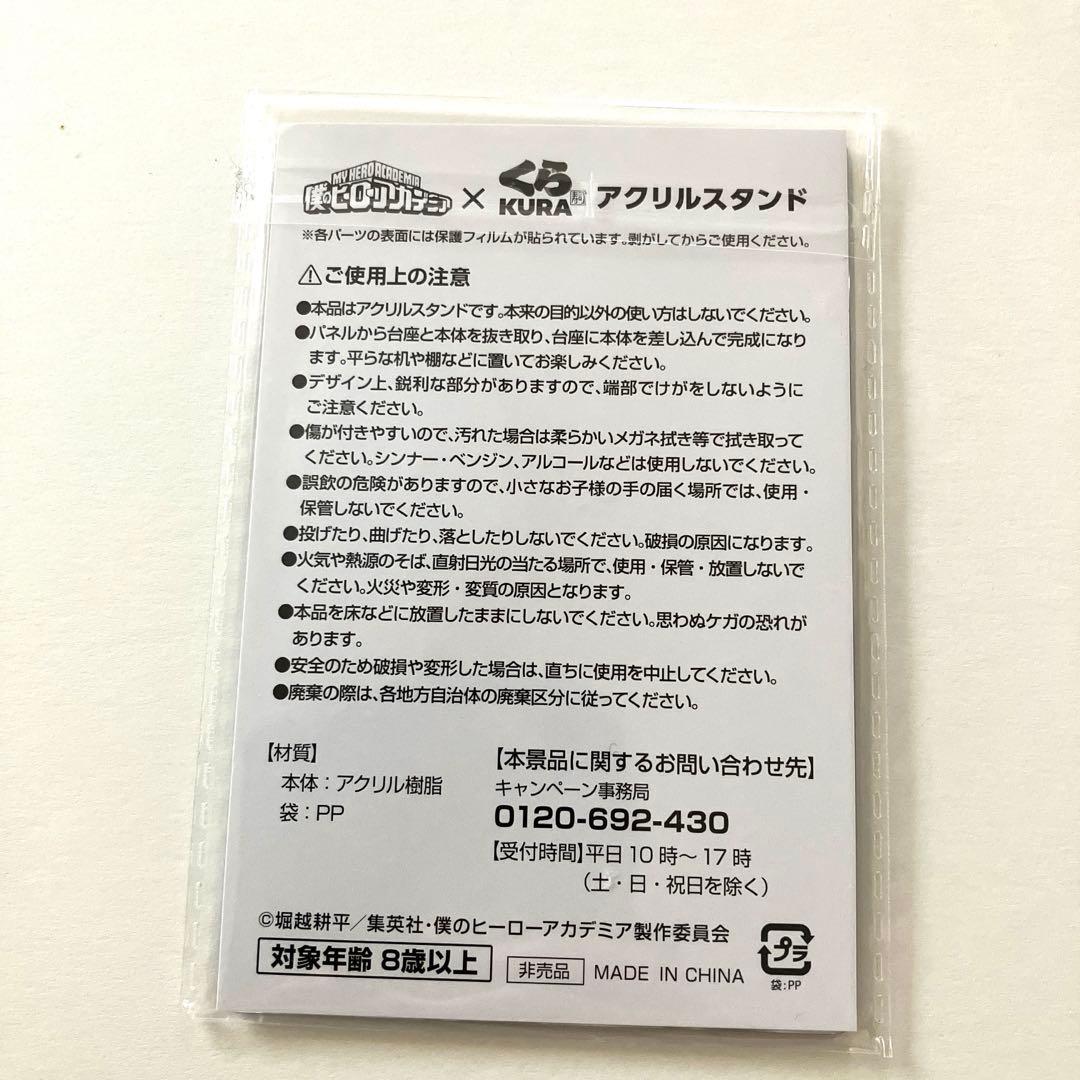 MY HERO ACADEMIA
僕のヒーローアカデミア × くら KURA アクリルスタンド
※各パーツの表面には保護フィルムが貼られています。剥がしてからご使用ください。
⚠ご使用上の注意
●本品はアクリルスタンドです。本来の目的以外の使い方はしないでください。
●パネルから台座と本体を抜き取り、台座に本体を差し込んで完成になり
ます。平らな机や棚などに置いてお楽しみください。
●デザイン上、鋭利な部分がありますので、端部でけがをしないように
ご注意ください。
●傷が付きやすいので、汚れた場合は柔らかいメガネ拭き等で拭き取って
ください。シンナー・ベンジン、アルコールなどは使用しないでください。
●誤飲の危険がありますので、小さなお子様の手の届く場所では、使用・
保管しないでください。
●投げたり、曲げたり、落としたりしないでください。破損の原因になります。
●火気や熱源のそば、直射日光の当たる場所で、使用・保管・放置しないで
ください。火災や変形・変質の原因となります。
●本品を床などに放置したままにしないでください。思わぬケガの恐れが
あります。
●安全のため破損や変形した場合は、直ちに使用を中止してください。
●廃棄の際は、各地方自治体の廃棄区分に従ってください。
【材質】
本体：アクリル樹脂
袋：PP
【本景品に関するお問い合わせ先】
キャンペーン事務局
0120-692-430
【受付時間】平日10時～17時
（土・日・祝日を除く）
©堀越耕平／集英社・僕のヒーローアカデミア製作委員会
対象年齢 8歳以上
非売品
MADE IN CHINA
プラ
袋：PP